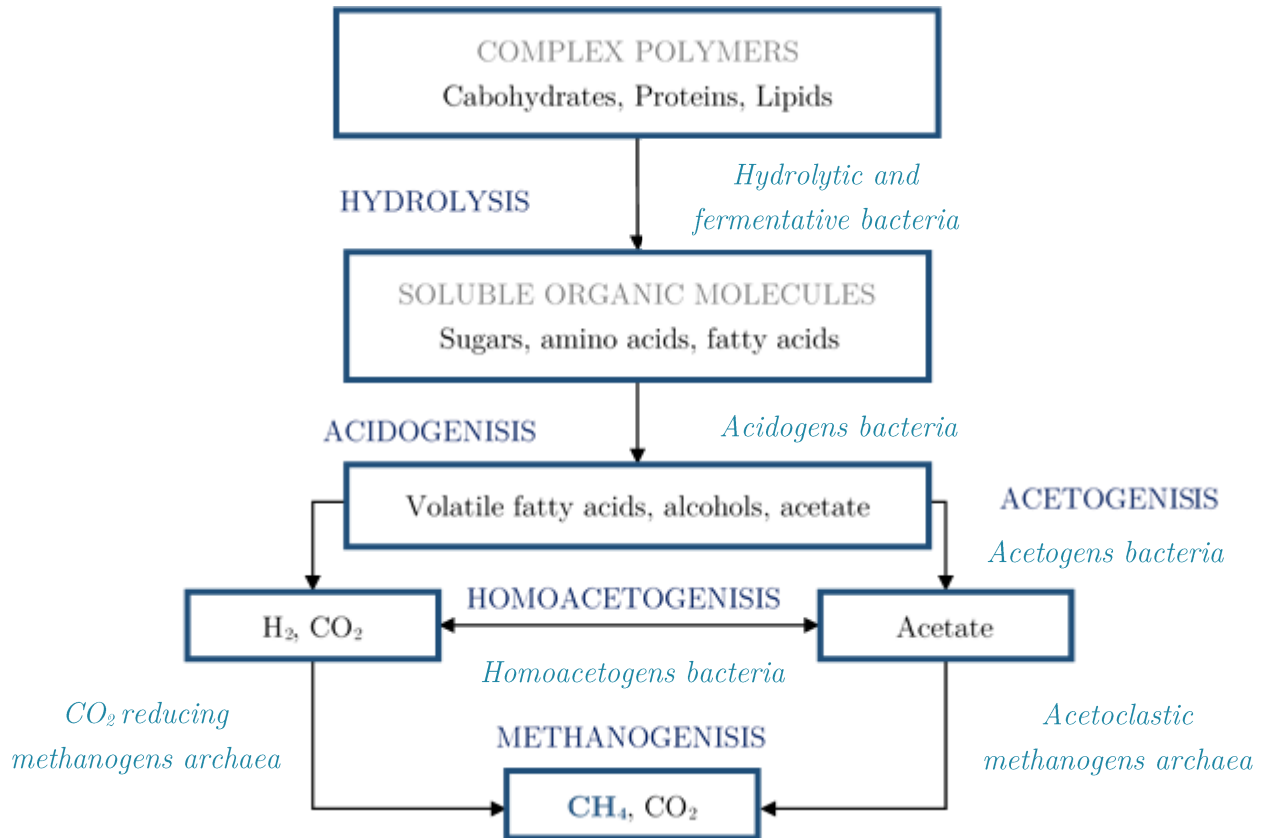 COMPLEX POLYMERS
Cabohydrates, Proteins, Lipids
HYDROLYSIS
Hydrolytic and
fermentative bacteria
SOLUBLE ORGANIC MOLECULES
Sugars, amino acids, fatty acids
ACIDOGENISIS
Acidogens bacteria
Volatile fatty acids, alcohols, acetate
ACETOGENISIS
Acetogens bacteria
H₂, CO₂
HOMOACETOGENISIS
Acetate
Homoacetogens bacteria
CO₂ reducing
methanogens archaea
METHANOGENISIS
Acetoclastic
methanogens archaea
CH₄, CO₂